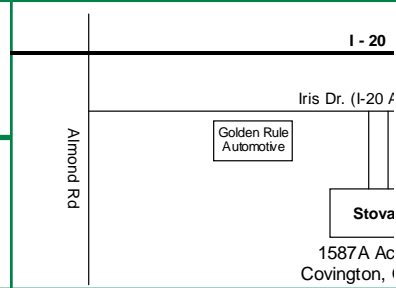 I - 20
Iris Dr. (I-20 A
Golden Rule
Automotive
Almond Rd
Stova
1587A Ac
Covington,